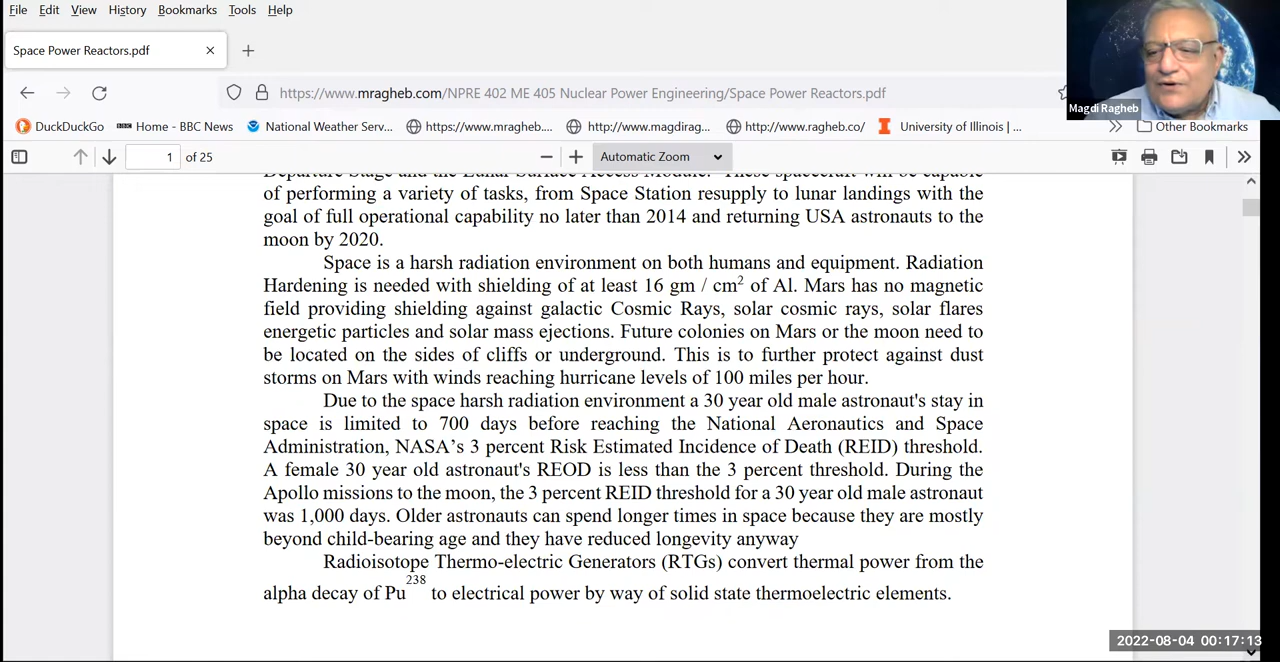 File Edit View History Bookmarks Tools Help
Space Power Reactors.pdf
https://www.mragheb.com/NPRE 402 ME 405 Nuclear Power Engineering/Space Power Reactors.pdf
Magdi Ragheb
DuckDuckGo BBC Home - BBC News National Weather Serv... https://www.mragheb.... http://www.magdirag... http://www.ragheb.co/ University of Illinois | ... Other Bookmarks
1 of 25 Automatic Zoom
Departure Stage and the Lunar Surface Access Module. These spacecraft will be capable
of performing a variety of tasks, from Space Station resupply to lunar landings with the
goal of full operational capability no later than 2014 and returning USA astronauts to the
moon by 2020.
Space is a harsh radiation environment on both humans and equipment. Radiation
Hardening is needed with shielding of at least 16 gm / cm² of Al. Mars has no magnetic
field providing shielding against galactic Cosmic Rays, solar cosmic rays, solar flares
energetic particles and solar mass ejections. Future colonies on Mars or the moon need to
be located on the sides of cliffs or underground. This is to further protect against dust
storms on Mars with winds reaching hurricane levels of 100 miles per hour.
Due to the space harsh radiation environment a 30 year old male astronaut's stay in
space is limited to 700 days before reaching the National Aeronautics and Space
Administration, NASA's 3 percent Risk Estimated Incidence of Death (REID) threshold.
A female 30 year old astronaut's REOD is less than the 3 percent threshold. During the
Apollo missions to the moon, the 3 percent REID threshold for a 30 year old male astronaut
was 1,000 days. Older astronauts can spend longer times in space because they are mostly
beyond child-bearing age and they have reduced longevity anyway
Radioisotope Thermo-electric Generators (RTGs) convert thermal power from the
alpha decay of Pu²³⁸ to electrical power by way of solid state thermoelectric elements.
2022-08-04 00:17:13